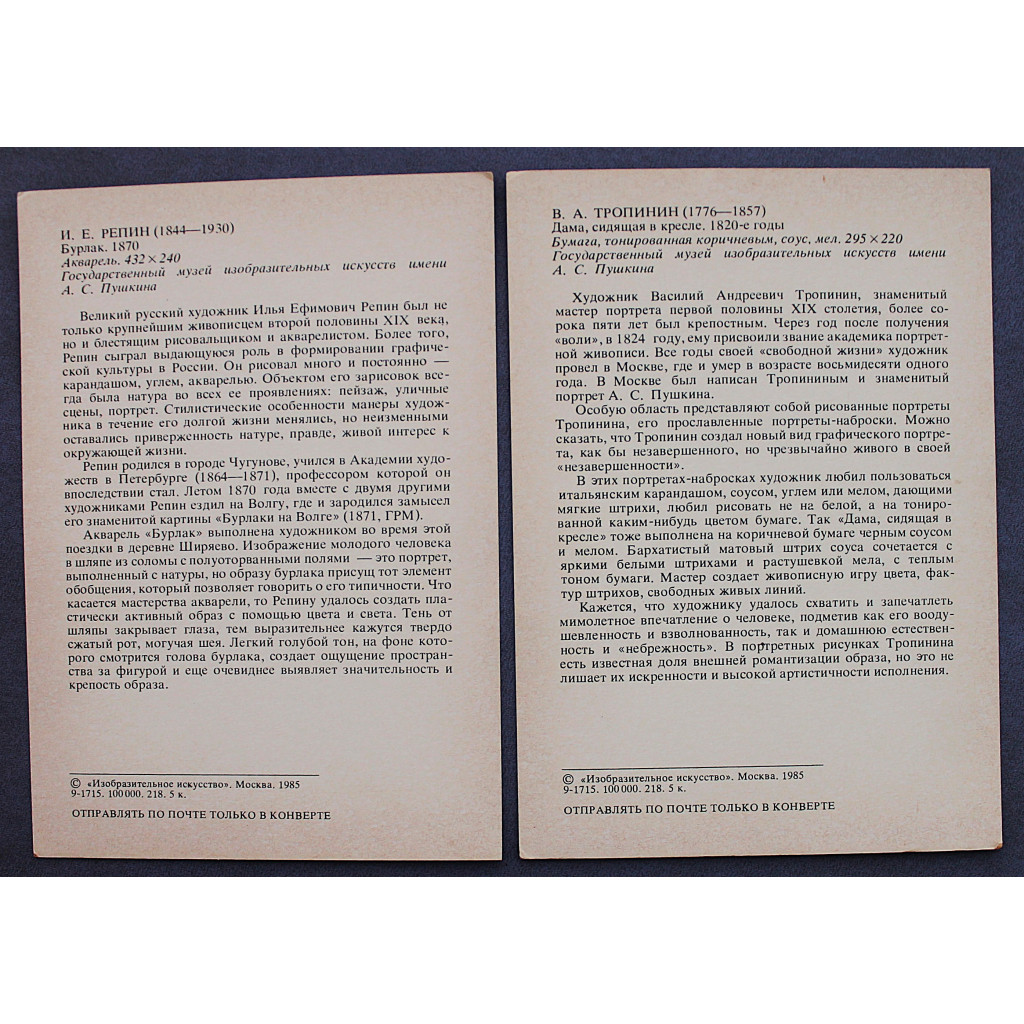 И. Е. РЕПИН (1844—1930)
Бурлак. 1870
Акварель. 432×240
Государственный музей изобразительных искусств имени
А. С. Пушкина
Великий русский художник Илья Ефимович Репин был не
только крупнейшим живописцем второй половины XIX века,
но и блестящим рисовальщиком и акварелистом. Более того,
Репин сыграл выдающуюся роль в формировании графиче-
ской культуры в России. Он рисовал много и постоянно —
карандашом, углем, акварелью. Объектом его зарисовок все-
гда была натура во всех ее проявлениях: пейзаж, уличные
сцены, портрет. Стилистические особенности манеры худож-
ника в течение его долгой жизни менялись, но неизменными
оставались приверженность натуре, правде, живой интерес к
окружающей жизни.
Репин родился в городе Чугунове, учился в Академии худо-
жеств в Петербурге (1864—1871), профессором которой он
впоследствии стал. Летом 1870 года вместе с двумя другими
художниками Репин ездил на Волгу, где и зародился замысел
его знаменитой картины «Бурлаки на Волге» (1871, ГРМ).
Акварель «Бурлак» выполнена художником во время этой
поездки в деревне Ширяево. Изображение молодого человека
в шляпе из соломы с полуоторванными полями — это портрет,
выполненный с натуры, но образу бурлака присущ тот элемент
обобщения, который позволяет говорить о его типичности. Что
касается мастерства акварели, то Репину удалось создать пла-
стически активный образ с помощью цвета и света. Тень от
шляпы закрывает глаза, тем выразительнее кажутся твердо
сжатый рот, могучая шея. Легкий голубой тон, на фоне кото-
рого смотрится голова бурлака, создает ощущение простран-
ства за фигурой и еще очевиднее выявляет значительность и
крепость образа.
© «Изобразительное искусство». Москва. 1985
9-1715. 100 000. 218. 5 к.
ОТПРАВЛЯТЬ ПО ПОЧТЕ ТОЛЬКО В КОНВЕРТЕ
В. А. ТРОПИНИН (1776—1857)
Дама, сидящая в кресле. 1820-е годы
Бумага, тонированная коричневым, соус, мел. 295×220
Государственный музей изобразительных искусств имени
А. С. Пушкина
Художник Василий Андреевич Тропинин, знаменитый
мастер портрета первой половины XIX столетия, более со-
рока пяти лет был крепостным. Через год после получения
«воли», в 1824 году, ему присвоили звание академика портрет-
ной живописи. Все годы своей «свободной жизни» художник
провел в Москве, где и умер в возрасте восьмидесяти одного
года. В Москве был написан Тропининым и знаменитый
портрет А. С. Пушкина.
Особую область представляют собой рисованные портреты
Тропинина, его прославленные портреты-наброски. Можно
сказать, что Тропинин создал новый вид графического портре-
та, как бы незавершенного, но чрезвычайно живого в своей
«незавершенности».
В этих портретах-набросках художник любил пользоваться
итальянским карандашом, соусом, углем или мелом, дающими
мягкие штрихи, любил рисовать не на белой, а на тониро-
ванной каким-нибудь цветом бумаге. Так «Дама, сидящая в
кресле» тоже выполнена на коричневой бумаге черным соусом
и мелом. Бархатистый матовый штрих соуса сочетается с
яркими белыми штрихами и растушевкой мела, с теплым
тоном бумаги. Мастер создает живописную игру цвета, фак-
тур штрихов, свободных живых линий.
Кажется, что художнику удалось схватить и запечатлеть
мимолетное впечатление о человеке, подметив как его вооду-
шевленность и взволнованность, так и домашнюю естествен-
ность и «небрежность». В портретных рисунках Тропинина
есть известная доля внешней романтизации образа, но это не
лишает их искренности и высокой артистичности исполнения.
© «Изобразительное искусство». Москва. 1985
9-1715. 100 000. 218. 5 к.
ОТПРАВЛЯТЬ ПО ПОЧТЕ ТОЛЬКО В КОНВЕРТЕ